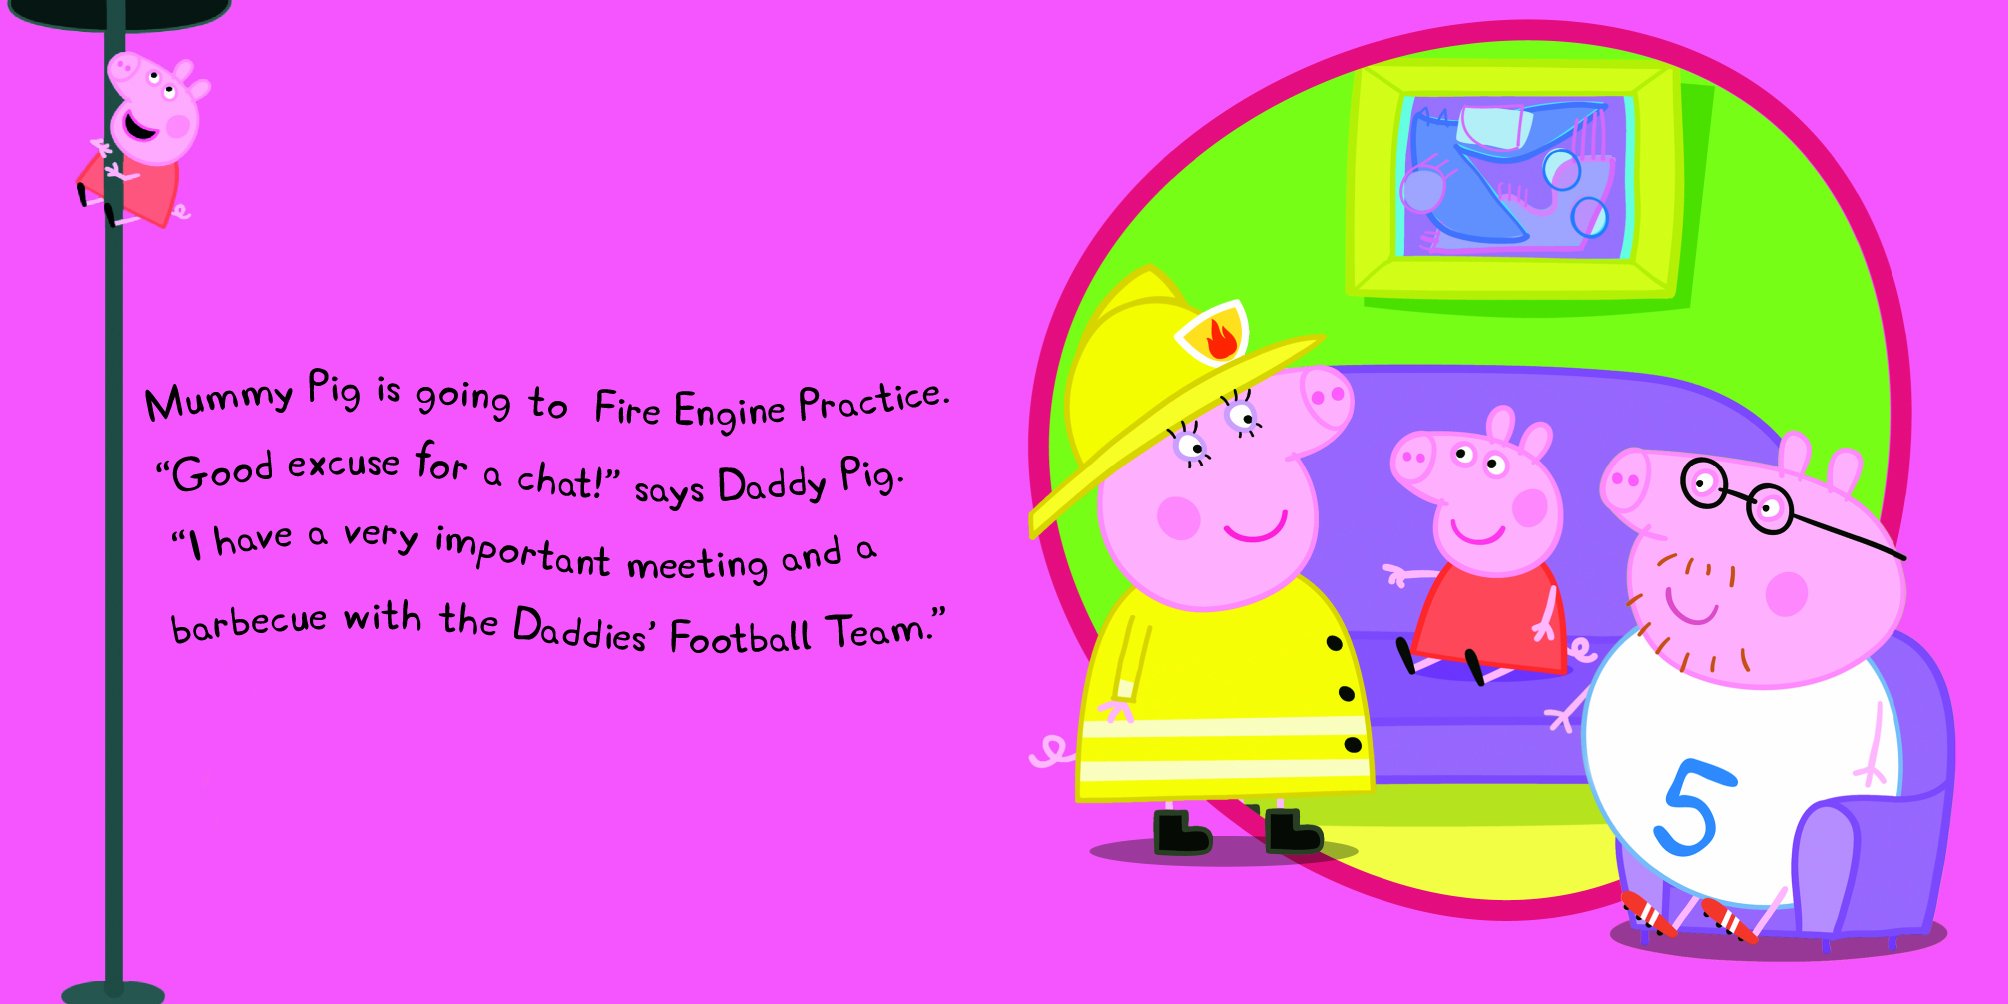 Mummy Pig is going to Fire Engine Practice.
“Good excuse for a chat!” says Daddy Pig.
“I have a very important meeting and a
barbecue with the Daddies’ Football Team.”
5